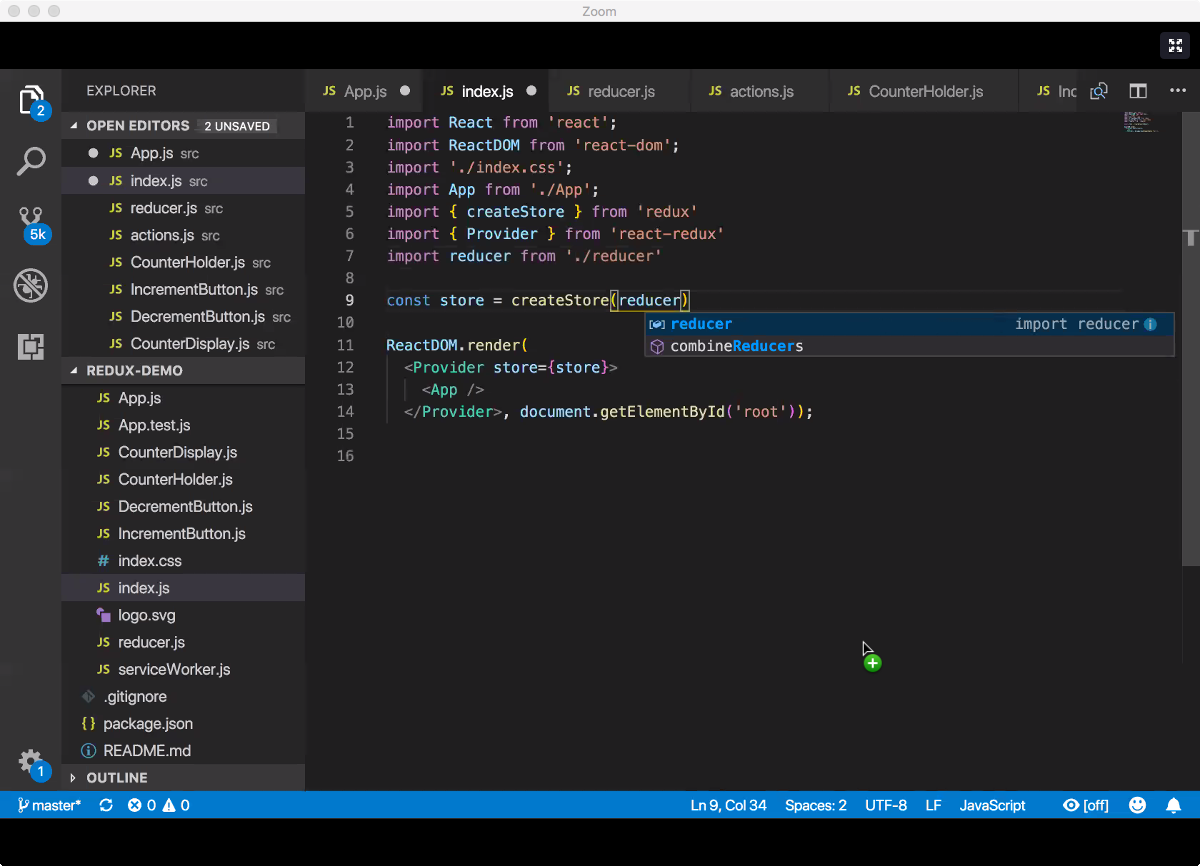 Zoom
EXPLORER
2
OPEN EDITORS 2 UNSAVED
JS App.js src
JS index.js src
JS reducer.js src
JS actions.js src
JS CounterHolder.js src
JS IncrementButton.js src
JS DecrementButton.js src
JS CounterDisplay.js src
5k
REDUX-DEMO
JS App.js
JS App.test.js
JS CounterDisplay.js
JS CounterHolder.js
JS DecrementButton.js
JS IncrementButton.js
# index.css
JS index.js
logo.svg
JS reducer.js
JS serviceWorker.js
.gitignore
{} package.json
README.md
OUTLINE
1
JS App.js JS index.js JS reducer.js JS actions.js JS CounterHolder.js JS Inc
1 import React from 'react';
2 import ReactDOM from 'react-dom';
3 import './index.css';
4 import App from './App';
5 import { createStore } from 'redux'
6 import { Provider } from 'react-redux'
7 import reducer from './reducer'
8
9 const store = createStore(reducer)
reducer import reducer
combineReducers
10
11 ReactDOM.render(
12 <Provider store={store}>
13 <App />
14 </Provider>, document.getElementById('root'));
15
16
master* 0 0 Ln 9, Col 34 Spaces: 2 UTF-8 LF JavaScript [off]